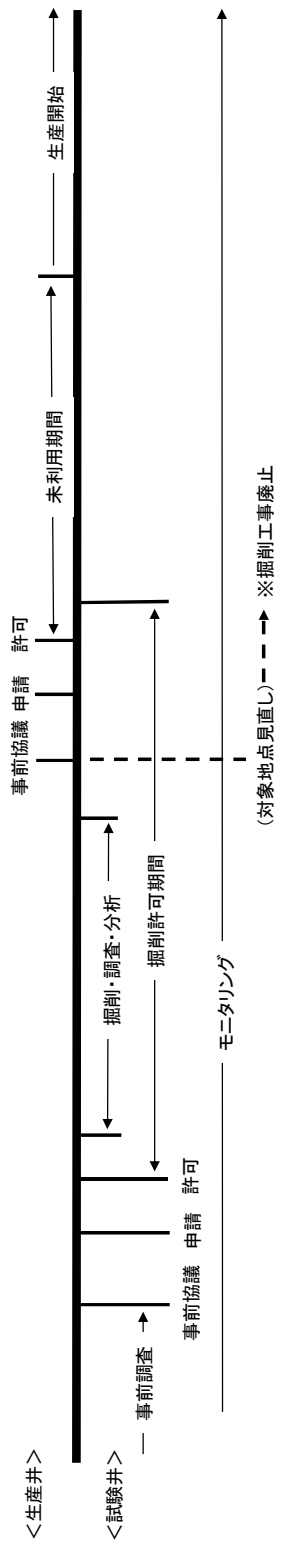 <生産井>
事前協議 申請 許可
未利用期間
生産開始
<試験井>
事前調査
事前協議 申請 許可
掘削・調査・分析
掘削許可期間
モニタリング
(対象地点見直し) ※掘削工事廃止